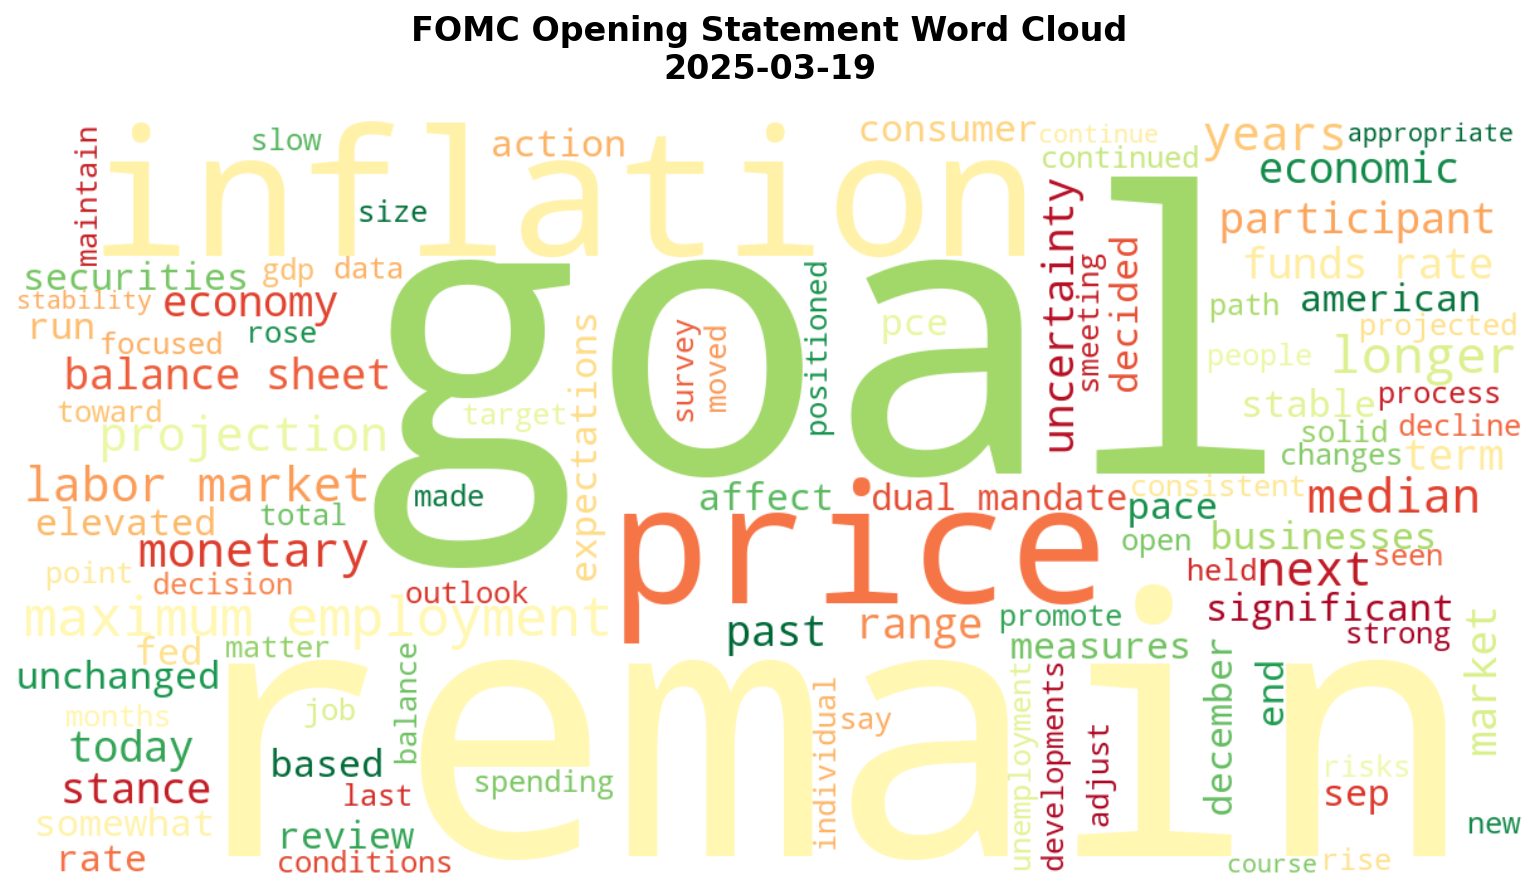 FOMC Opening Statement Word Cloud
2025-03-19
inflation
goal
price
remain
maintain
slow
action
size
consumer
continue
continued
years
appropriate
economic
participant
funds rate
american
path
projected
people
longer
stable
process
solid
decline
changes
term
uncertainty
smeeting
decided
securities
gdp
data
stability
economy
run
focused
rose
balance sheet
toward
projection
target
expectations
survey
moved
positioned
pce
labor market
made
elevated
total
monetary
point
decision
outlook
maximum employment
affect
dual mandate
consistent
pace
median
open
businesses
held
next
seen
significant
strong
past
range
promote
measures
fed
matter
unchanged
months
job
balance
today
based
stance
last
spending
somewhat
review
rate
conditions
individual
say
unemployment
developments
adjust
december
end
market
risks
sep
new
course
rise